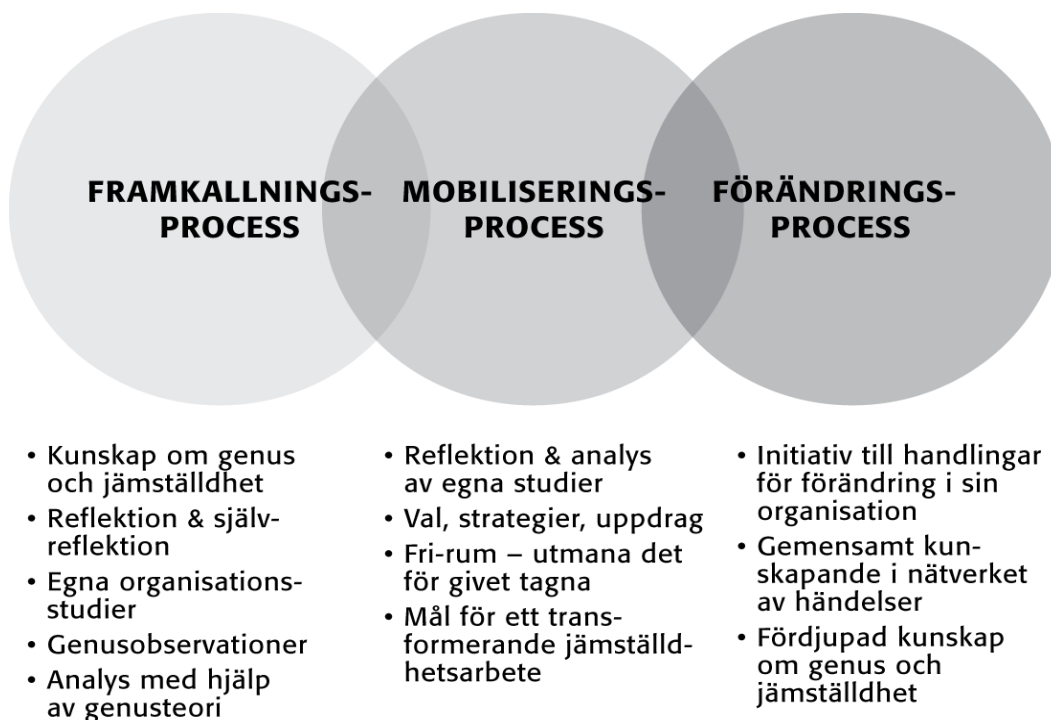 FRAMKALLNINGS-
PROCESS
MOBILISERINGS-
PROCESS
FÖRÄNDRINGS-
PROCESS
• Kunskap om genus
och jämställdhet
• Reflektion & själv-
reflektion
• Egna organisations-
studier
• Genusobservationer
• Analys med hjälp
av genusteori
• Reflektion & analys
av egna studier
• Val, strategier, uppdrag
• Fri-rum – utmana det
för givet tagna
• Mål för ett trans-
formerande jämställd-
hetsarbete
• Initiativ till handlingar
för förändring i sin
organisation
• Gemensamt kun-
skapande i nätverket
av händelser
• Fördjupad kunskap
om genus och
jämställdhet